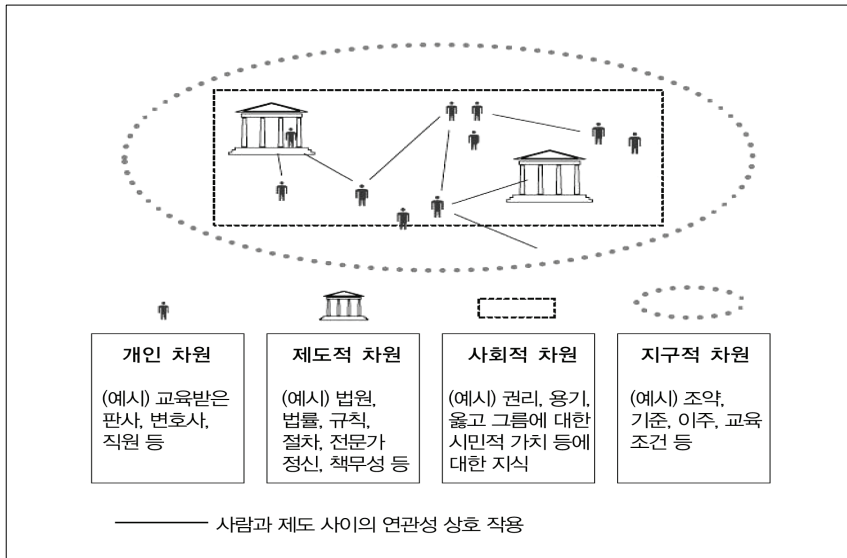 개인 차원
(예시) 교육받은
판사, 변호사,
직원 등
제도적 차원
(예시) 법원,
법률, 규칙,
절차, 전문가
정신, 책무성 등
사회적 차원
(예시) 권리, 용기,
옳고 그름에 대한
시민적 가치 등에
대한 지식
지구적 차원
(예시) 조약,
기준, 이주, 교육
조건 등
사람과 제도 사이의 연관성 상호 작용